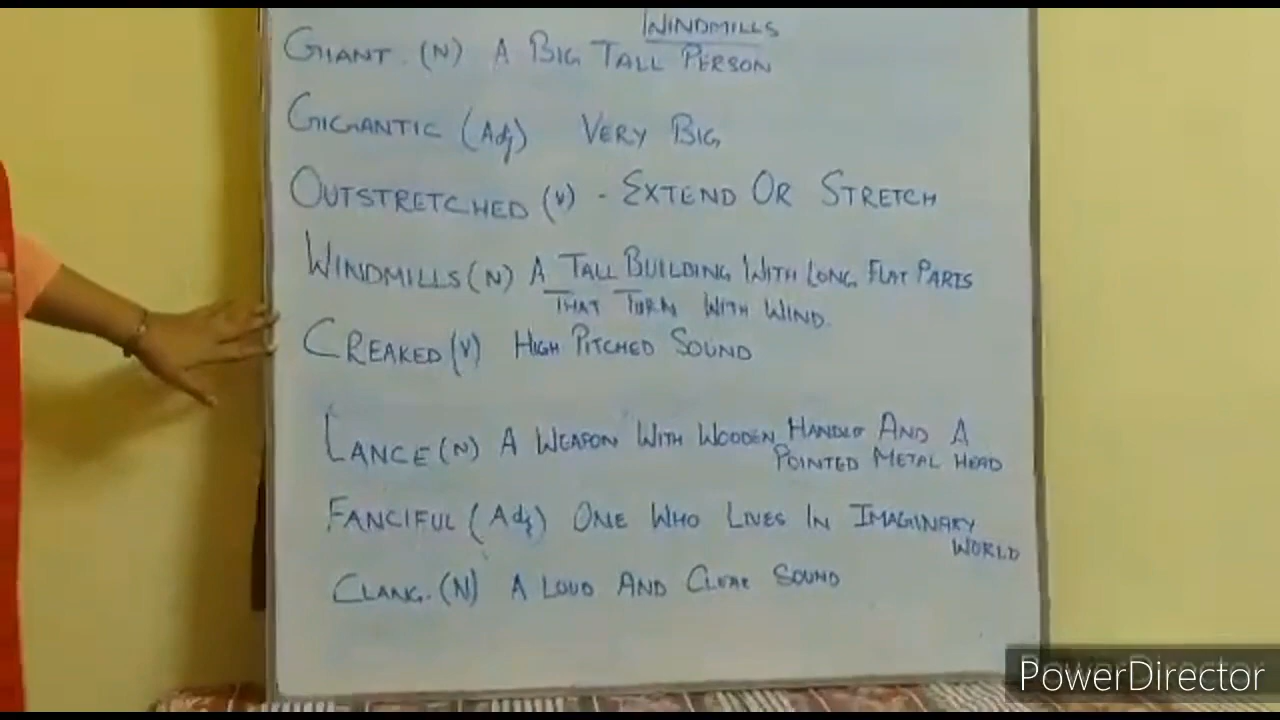 WINDMILLS
GIANT. (N) A BIG TALL PERSON
GIGANTIC (Adj) VERY BIG
OUTSTRETCHED (V) - EXTEND OR STRETCH
WINDMILLS (N) A TALL BUILDING WITH LONG FLAT PARTS
THAT TURN WITH WIND.
CREAKED (V) HIGH PITCHED SOUND
LANCE (N) A WEAPON WITH WOODEN HANDLE AND A
POINTED METAL HEAD
FANCIFUL (Adj) ONE WHO LIVES IN IMAGINARY
WORLD
CLANG. (N) A LOUD AND CLEAR SOUND
PowerDirector